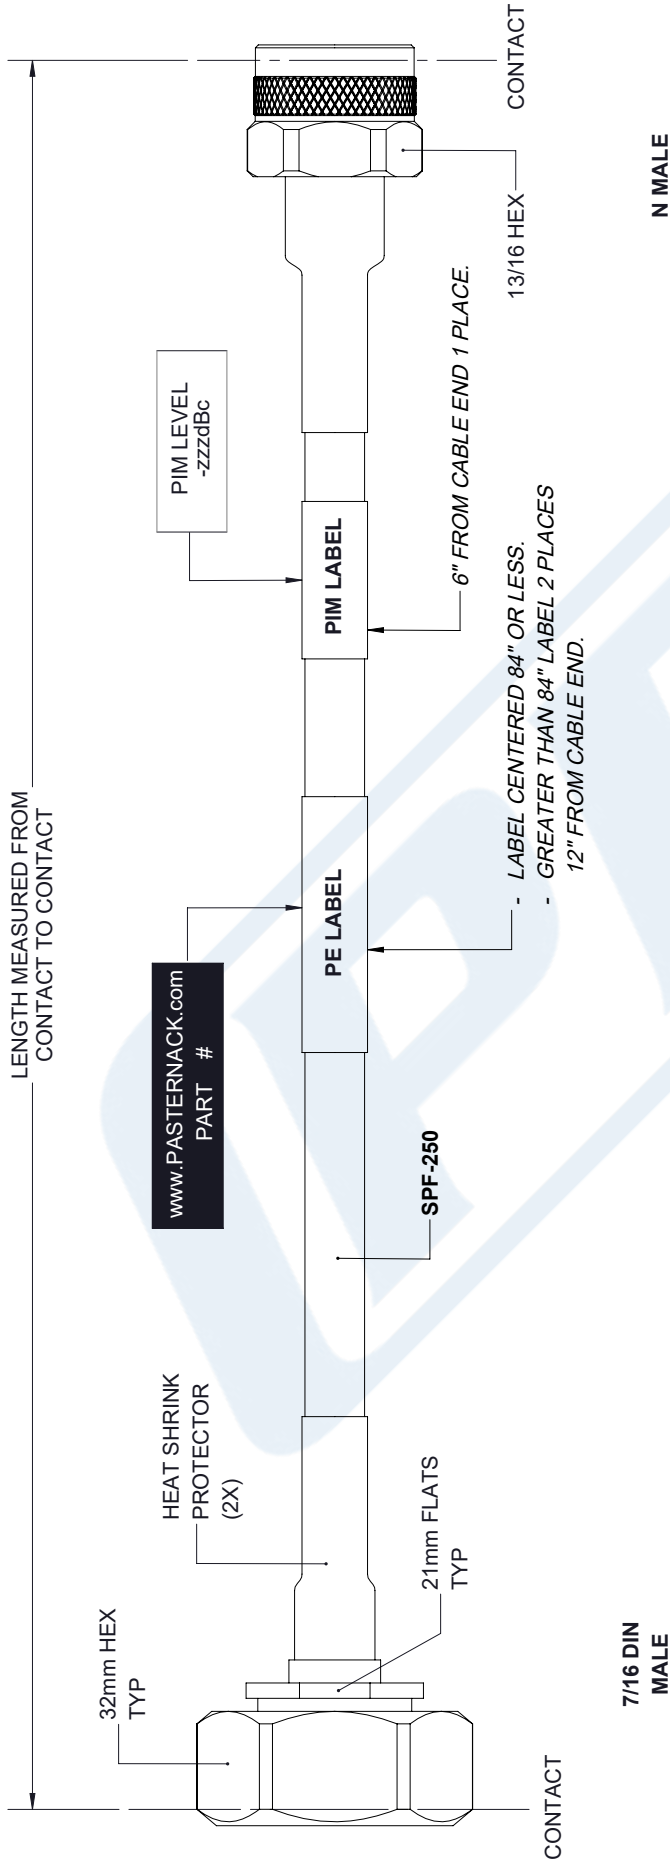 LENGTH MEASURED FROM
CONTACT TO CONTACT
32mm HEX
TYP
HEAT SHRINK
PROTECTOR
(2X)
www.PASTERNACK.com
PART #
PIM LEVEL
-zzzdBc
PE LABEL
PIM LABEL
21mm FLATS
TYP
SPF-250
- LABEL CENTERED 84" OR LESS.
- GREATER THAN 84" LABEL 2 PLACES
12" FROM CABLE END.
6" FROM CABLE END 1 PLACE.
13/16 HEX
CONTACT
CONTACT
7/16 DIN
MALE
N MALE